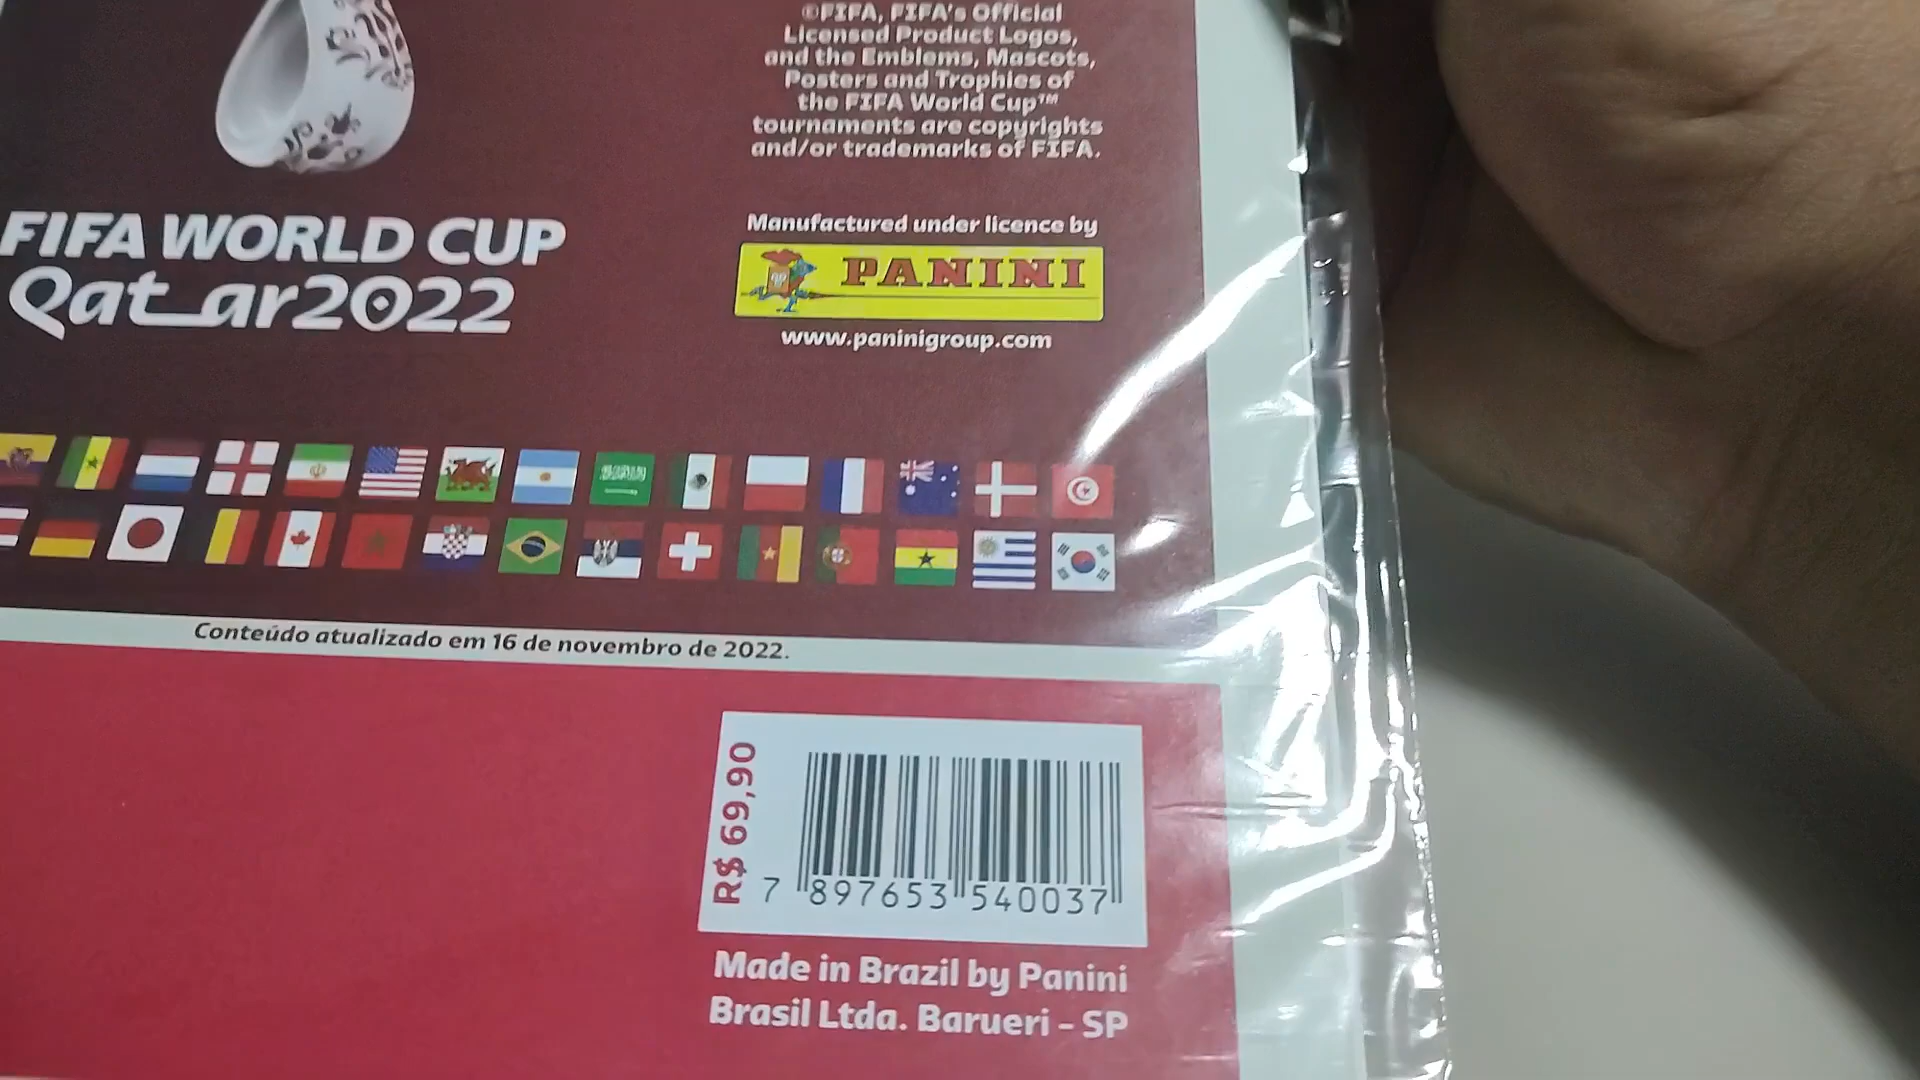 ©FIFA, FIFA's Official
Licensed Product Logos,
and the Emblems, Mascots,
Posters and Trophies of
the FIFA World Cup™
tournaments are copyrights
and/or trademarks of FIFA.
FIFA WORLD CUP
Qatar2022
Manufactured under licence by
PANINI
www.paninigroup.com
Conteúdo atualizado em 16 de novembro de 2022.
R$ 69,90
7 897653 540037
Made in Brazil by Panini
Brasil Ltda. Barueri - SP